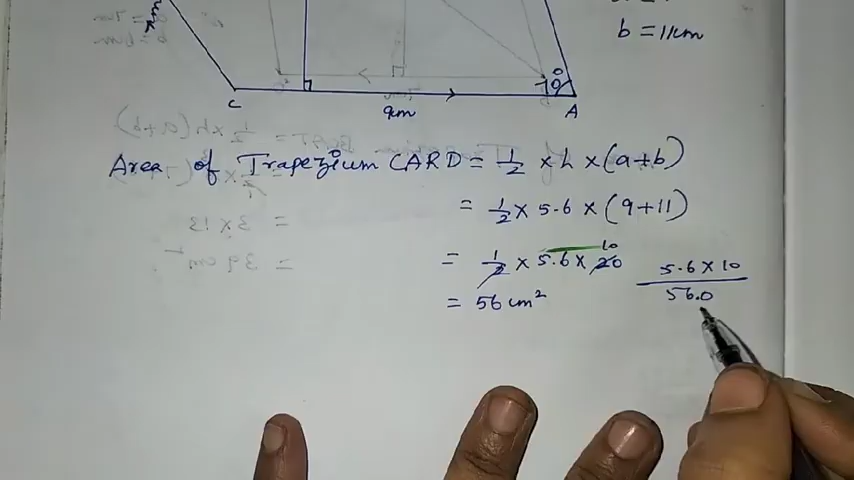 b = 11cm
C
9cm
A
Area of Trapezium CARD = 1/2 × h × (a+b)
= 1/2 × 5.6 × (9+11)
10
= 1/2 × 5.6 × 20
5.6 × 10
56.0
= 56 cm²